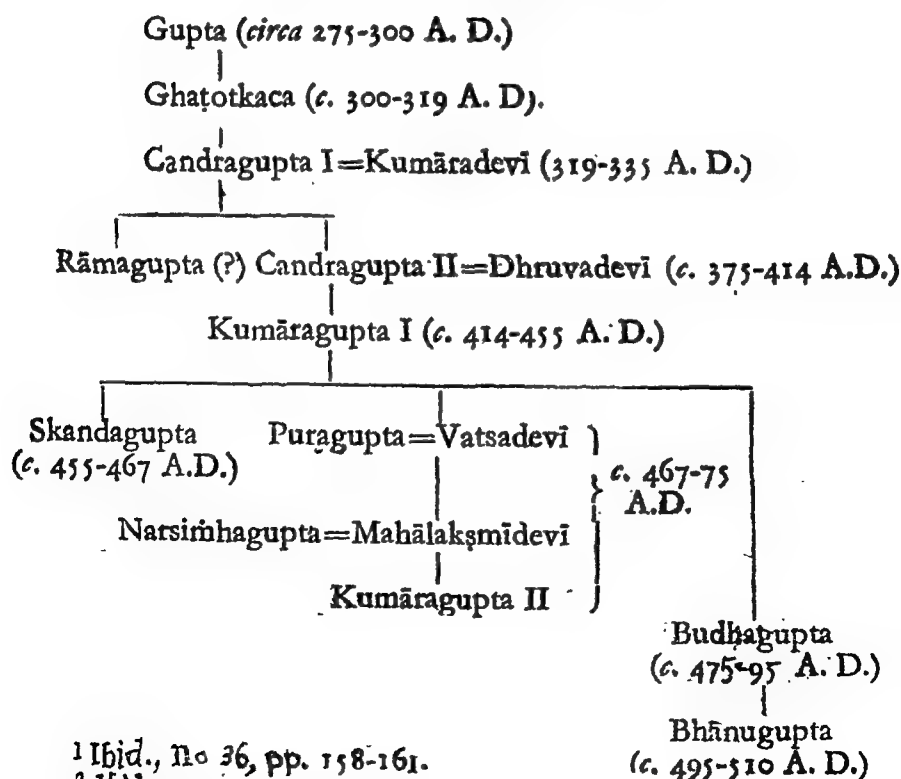 Gupta (circa 275-300 A. D.)
Ghaṭotkaca (c. 300-319 A. D).
Candragupta I=Kumāradevī (319-335 A. D.)
Rāmagupta (?) Candragupta II=Dhruvadevī (c. 375-414 A.D.)
Kumāragupta I (c. 414-455 A. D.)
Skandagupta Puragupta=Vatsadevī
(c. 455-467 A.D.) c. 467-75
A.D.
Narsiṁhagupta=Mahālakṣmīdevī
Kumāragupta II
Budhagupta
(c. 475-95 A. D.)
Bhānugupta
(c. 495-510 A. D.)
1 Ibid., no 36, pp. 158-161.